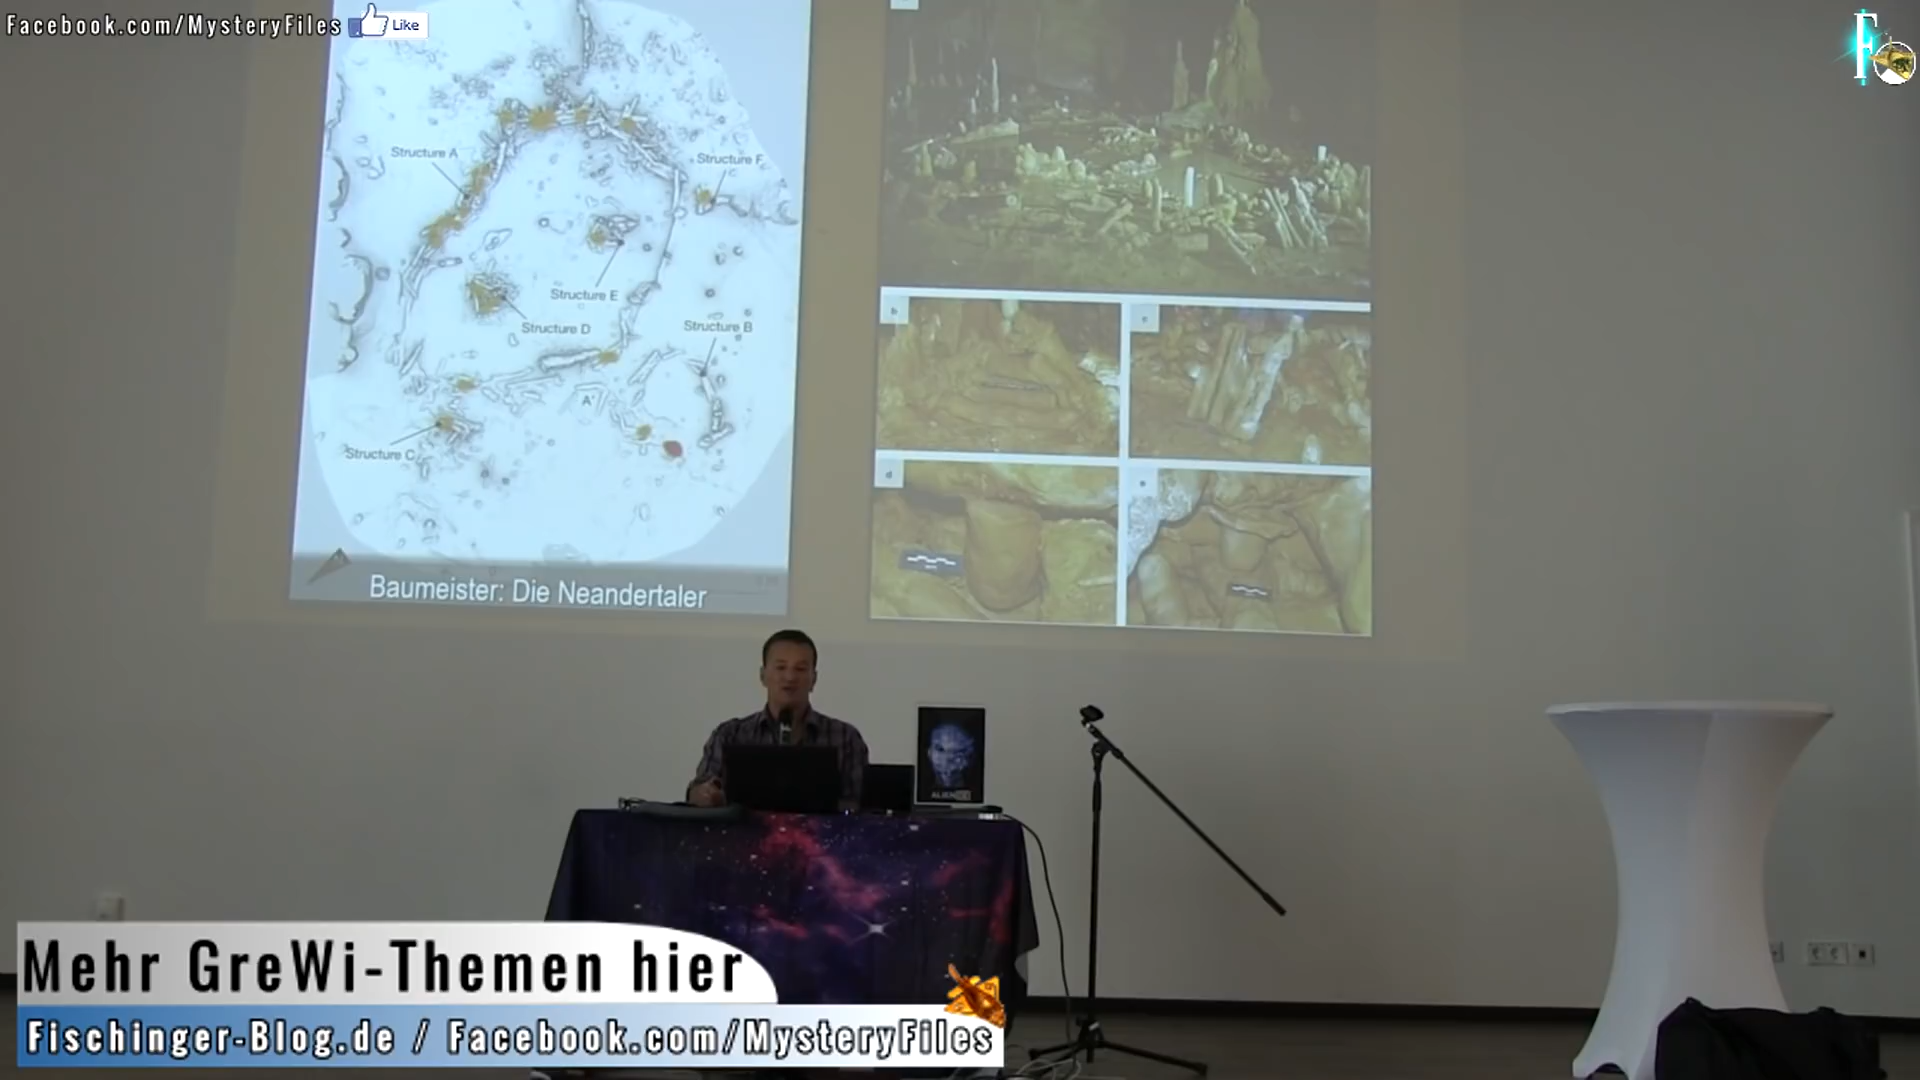 Facebook.com/MysteryFiles
Like
F
Structure A
Structure F
Structure E
Structure D
Structure B
A'
Structure C
Baumeister: Die Neandertaler
b
c
d
e
ALIEN
Mehr GreWi-Themen hier
Fischinger-Blog.de / Facebook.com/MysteryFiles